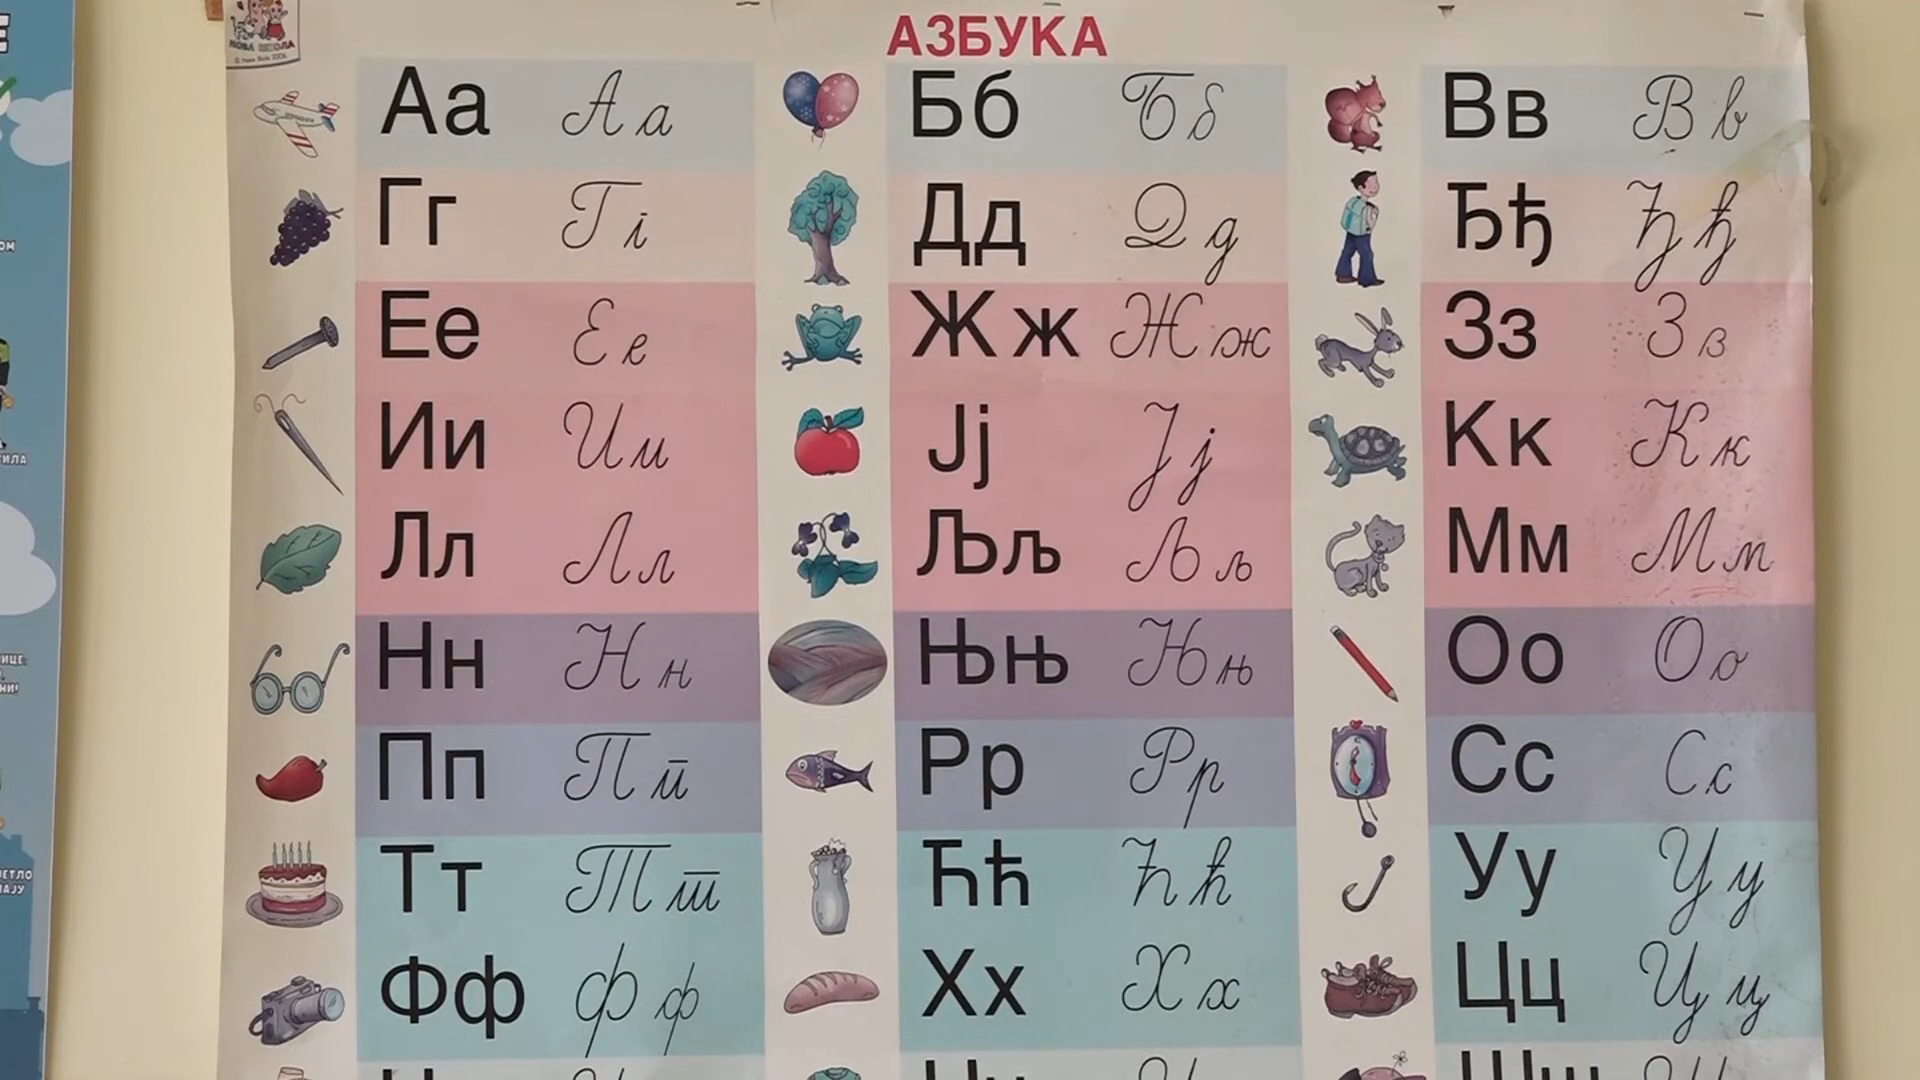 НОВА ШКОЛА
АЗБУКА
Аа Аа Бб Бб Вв Вв
Гг Гг Дд Дд Ђђ Ђђ
Ее Ее Жж Жж Зз Зз
Ии Ии Јј Јј Кк Кк
Лл Лл Љљ Љљ Мм Мм
Нн Нн Њњ Њњ Оо Оо
Пп Пп Рр Рр Сс Сс
Тт Тт Ћћ Ћћ Уу Уу
Фф Фф Хх Хх Цц Цц